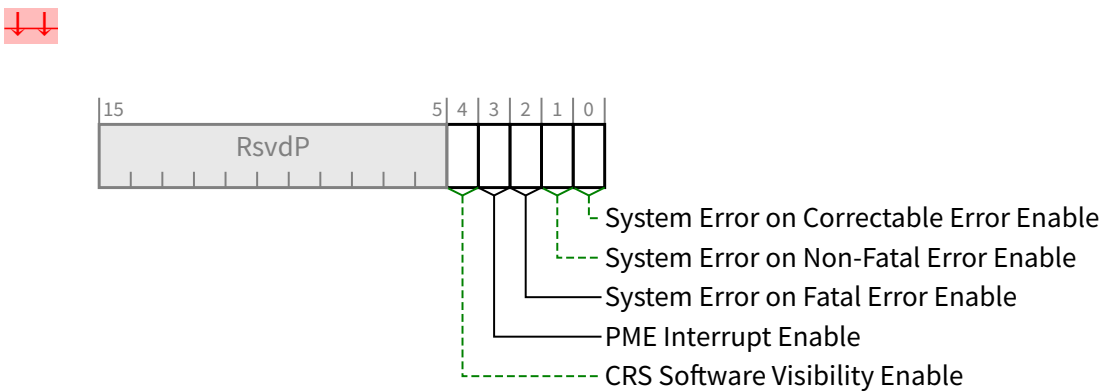 15 5 4 3 2 1 0
RsvdP
System Error on Correctable Error Enable
System Error on Non-Fatal Error Enable
System Error on Fatal Error Enable
PME Interrupt Enable
CRS Software Visibility Enable